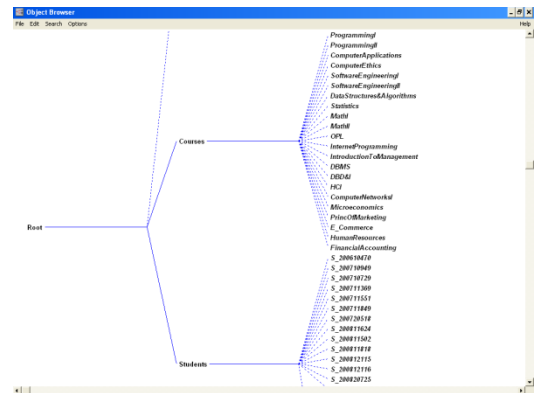 Object Browser
File Edit Search Options Help
ProgrammingI
ProgrammingII
ComputerApplications
ComputerEthics
SoftwareEngineeringI
SoftwareEngineeringII
DataStructures&Algorithms
Statistics
MathI
MathII
Courses
OPL
InternetProgramming
IntroductionToManagement
DBMS
DBD&I
HCI
ComputerNetworksI
Microeconomics
PrincOfMarketing
Root
E_Commerce
HumanResources
FinancialAccounting
S_200610470
S_200710949
S_200710729
S_200711369
S_200711551
S_200711849
S_200720518
S_200811624
S_200811502
S_200811818
Students
S_200812115
S_200812116
S_200820725